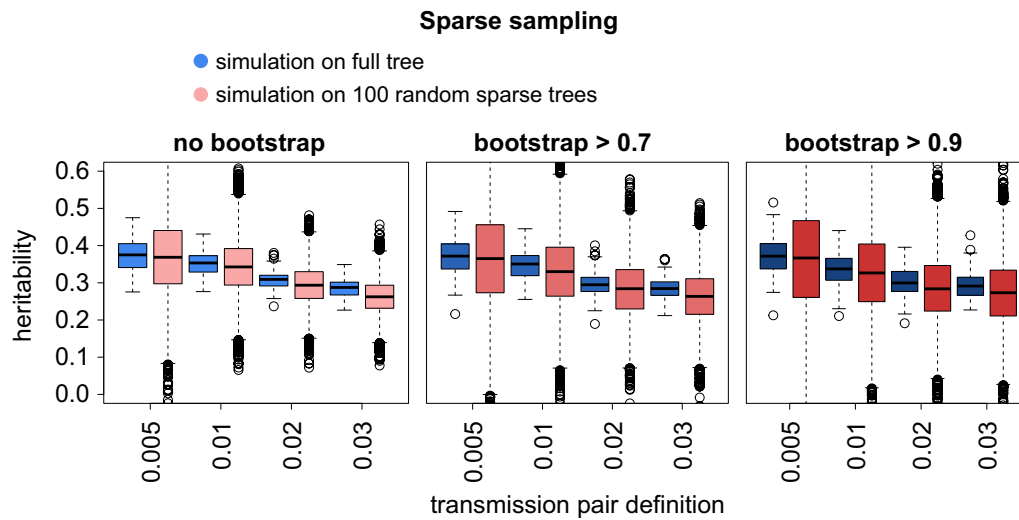 Sparse sampling
simulation on full tree
simulation on 100 random sparse trees
no bootstrap
bootstrap > 0.7
bootstrap > 0.9
heritability
0.6
0.5
0.4
0.3
0.2
0.1
0.0
0.005 0.01 0.02 0.03
0.005 0.01 0.02 0.03
0.005 0.01 0.02 0.03
transmission pair definition